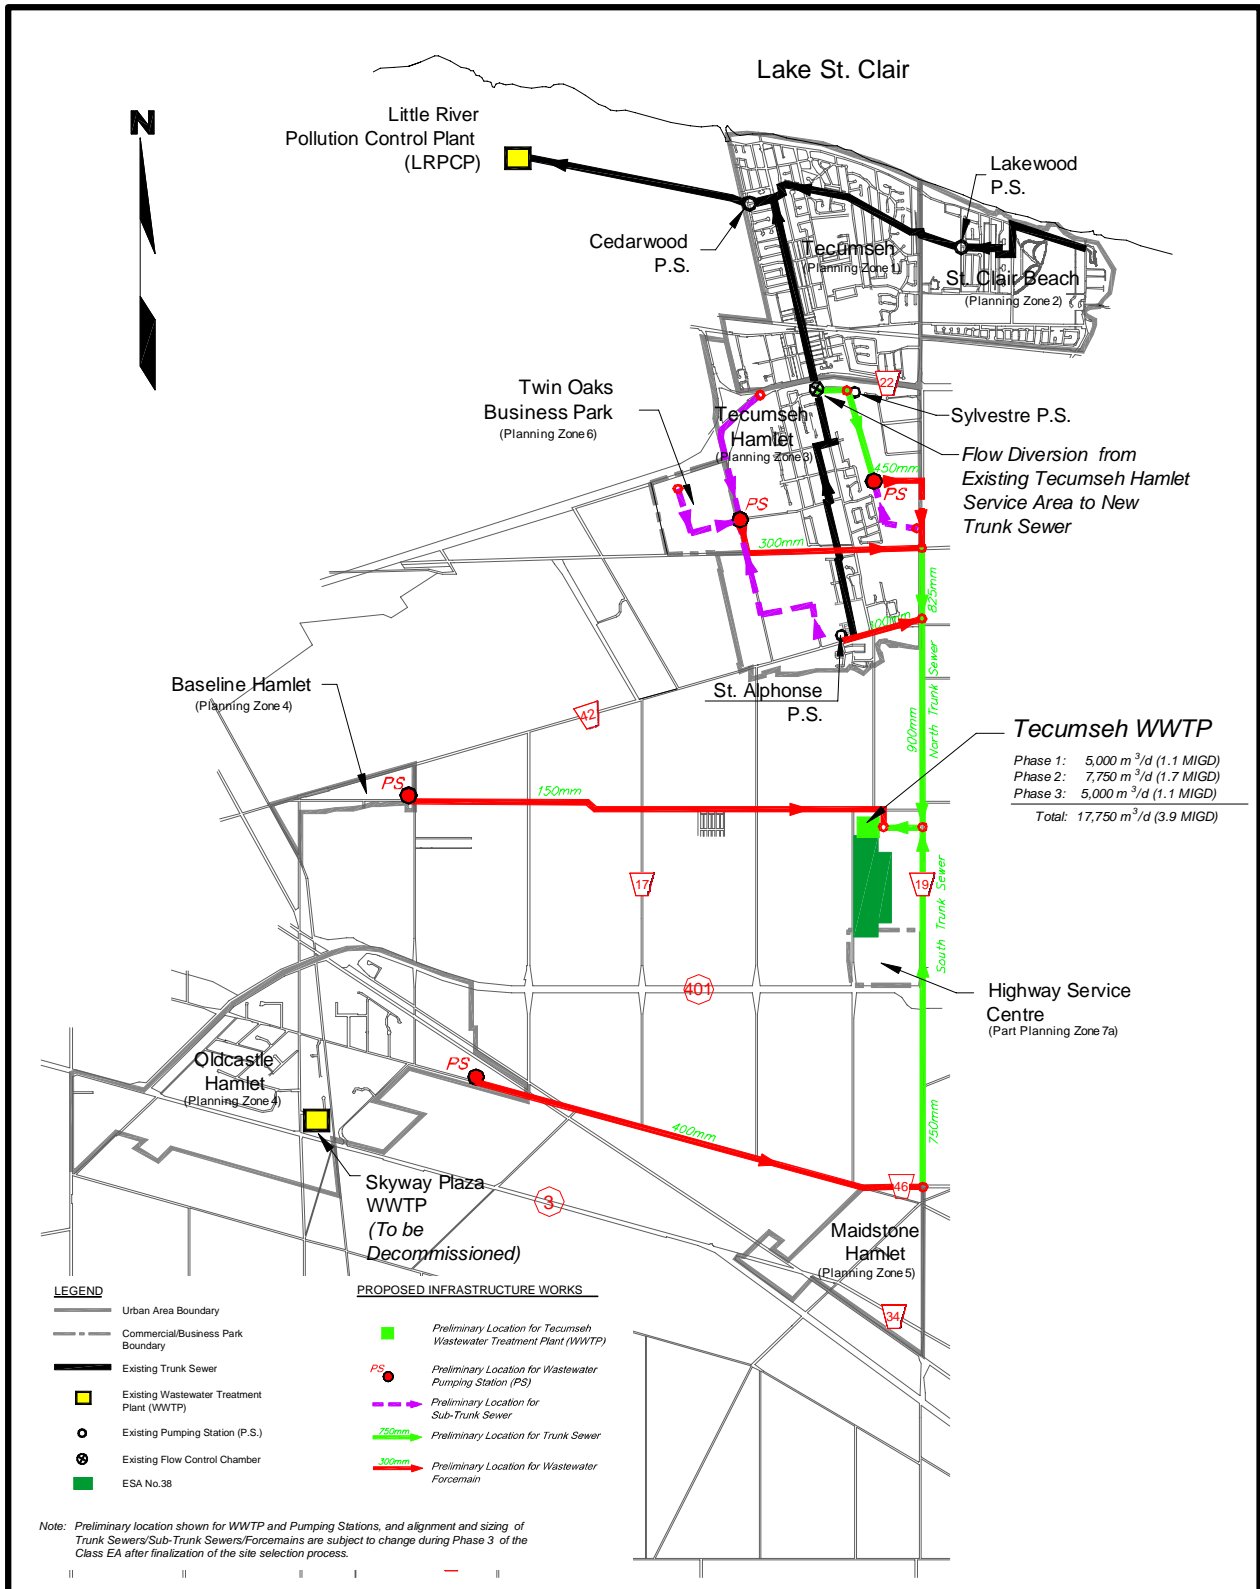 Lake St. Clair
N
Little River
Pollution Control Plant
(LRPCP)
Lakewood
P.S.
Cedarwood
P.S.
Tecumseh
(Planning Zone 1)
St. Clair Beach
(Planning Zone 2)
22
Twin Oaks
Business Park
(Planning Zone 6)
Tecumseh
Hamlet
(Planning Zone 3)
Sylvestre P.S.
Flow Diversion from
Existing Tecumseh Hamlet
Service Area to New
Trunk Sewer
450mm
PS
PS
300mm
825mm
300mm
St. Alphonse
P.S.
Baseline Hamlet
(Planning Zone 4)
42
900mm
North Trunk Sewer
Tecumseh WWTP
Phase 1: 5,000 m³/d (1.1 MIGD)
Phase 2: 7,750 m³/d (1.7 MIGD)
Phase 3: 5,000 m³/d (1.1 MIGD)
Total: 17,750 m³/d (3.9 MIGD)
PS
150mm
17
19
South Trunk Sewer
401
Highway Service
Centre
(Part Planning Zone 7a)
Oldcastle
Hamlet
(Planning Zone 4)
PS
400mm
750mm
46
Skyway Plaza
WWTP
(To be
Decommissioned)
3
Maidstone
Hamlet
(Planning Zone 5)
34
LEGEND
Urban Area Boundary
Commercial/Business Park
Boundary
Existing Trunk Sewer
Existing Wastewater Treatment
Plant (WWTP)
Existing Pumping Station (P.S.)
Existing Flow Control Chamber
ESA No.38
PROPOSED INFRASTRUCTURE WORKS
Preliminary Location for Tecumseh
Wastewater Treatment Plant (WWTP)
PS
Preliminary Location for Wastewater
Pumping Station (PS)
Preliminary Location for
Sub-Trunk Sewer
750mm
Preliminary Location for Trunk Sewer
300mm
Preliminary Location for Wastewater
Forcemain
Note: Preliminary location shown for WWTP and Pumping Stations, and alignment and sizing of
Trunk Sewers/Sub-Trunk Sewers/Forcemains are subject to change during Phase 3 of the
Class EA after finalization of the site selection process.